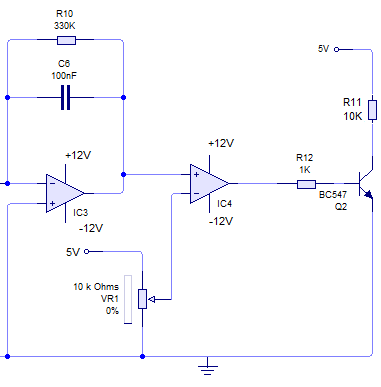 R10
330K
5V
C6
100nF
R11
10K
+12V
+12V
R12
1K
BC547
Q2
IC3
IC4
-12V
-12V
5V
10 k Ohms
VR1
0%